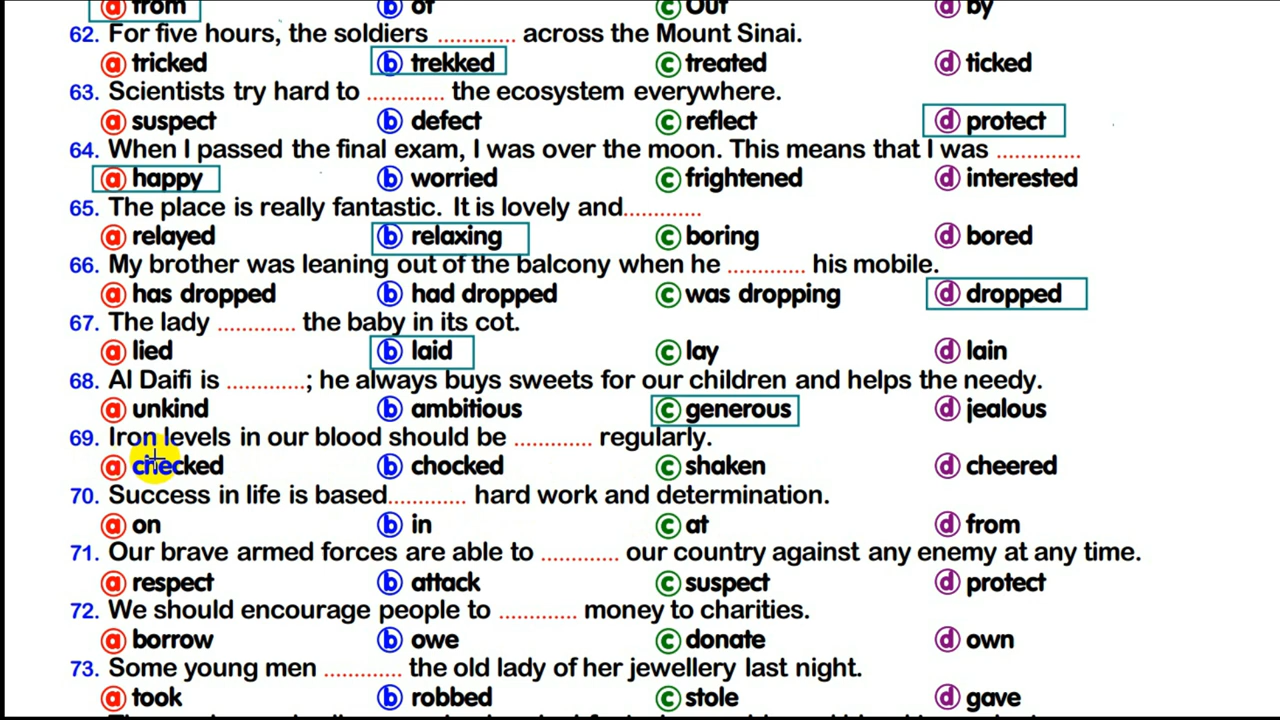 a from b of c Out d by
62. For five hours, the soldiers ............ across the Mount Sinai.
a tricked b trekked c treated d ticked
63. Scientists try hard to ............ the ecosystem everywhere.
a suspect b defect c reflect d protect
64. When I passed the final exam, I was over the moon. This means that I was .............
a happy b worried c frightened d interested
65. The place is really fantastic. It is lovely and............
a relayed b relaxing c boring d bored
66. My brother was leaning out of the balcony when he ............ his mobile.
a has dropped b had dropped c was dropping d dropped
67. The lady ............ the baby in its cot.
a lied b laid c lay d lain
68. Al Daifi is ............; he always buys sweets for our children and helps the needy.
a unkind b ambitious c generous d jealous
69. Iron levels in our blood should be ............ regularly.
a checked b chocked c shaken d cheered
70. Success in life is based............ hard work and determination.
a on b in c at d from
71. Our brave armed forces are able to ............ our country against any enemy at any time.
a respect b attack c suspect d protect
72. We should encourage people to ............ money to charities.
a borrow b owe c donate d own
73. Some young men ............ the old lady of her jewellery last night.
a took b robbed c stole d gave